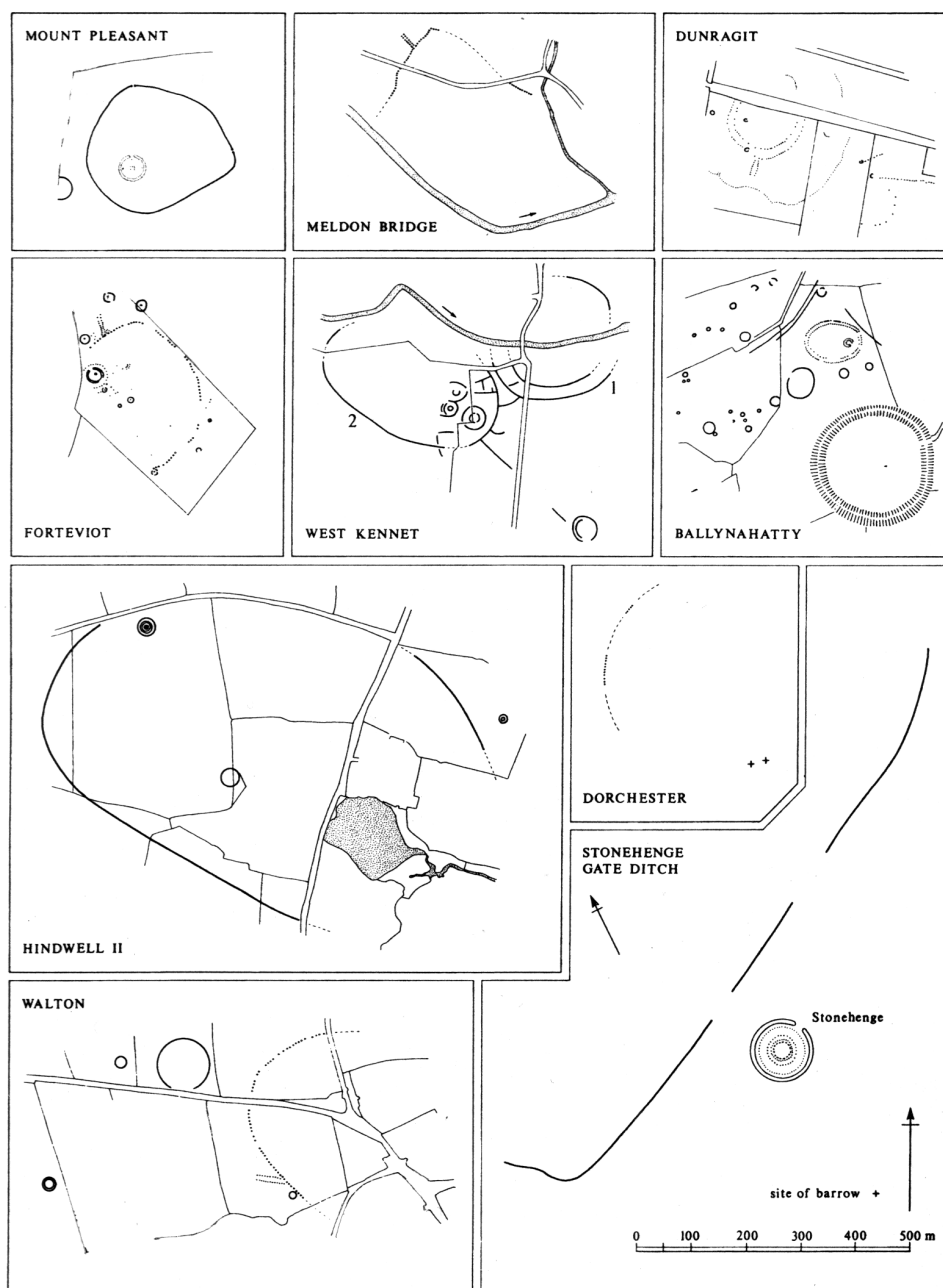 MOUNT PLEASANT
MELDON BRIDGE
DUNRAGIT
FORTEVIOT
2
1
WEST KENNET
BALLYNAHATTY
HINDWELL II
DORCHESTER
STONEHENGE
GATE DITCH
Stonehenge
WALTON
site of barrow +
0 100 200 300 400 500 m